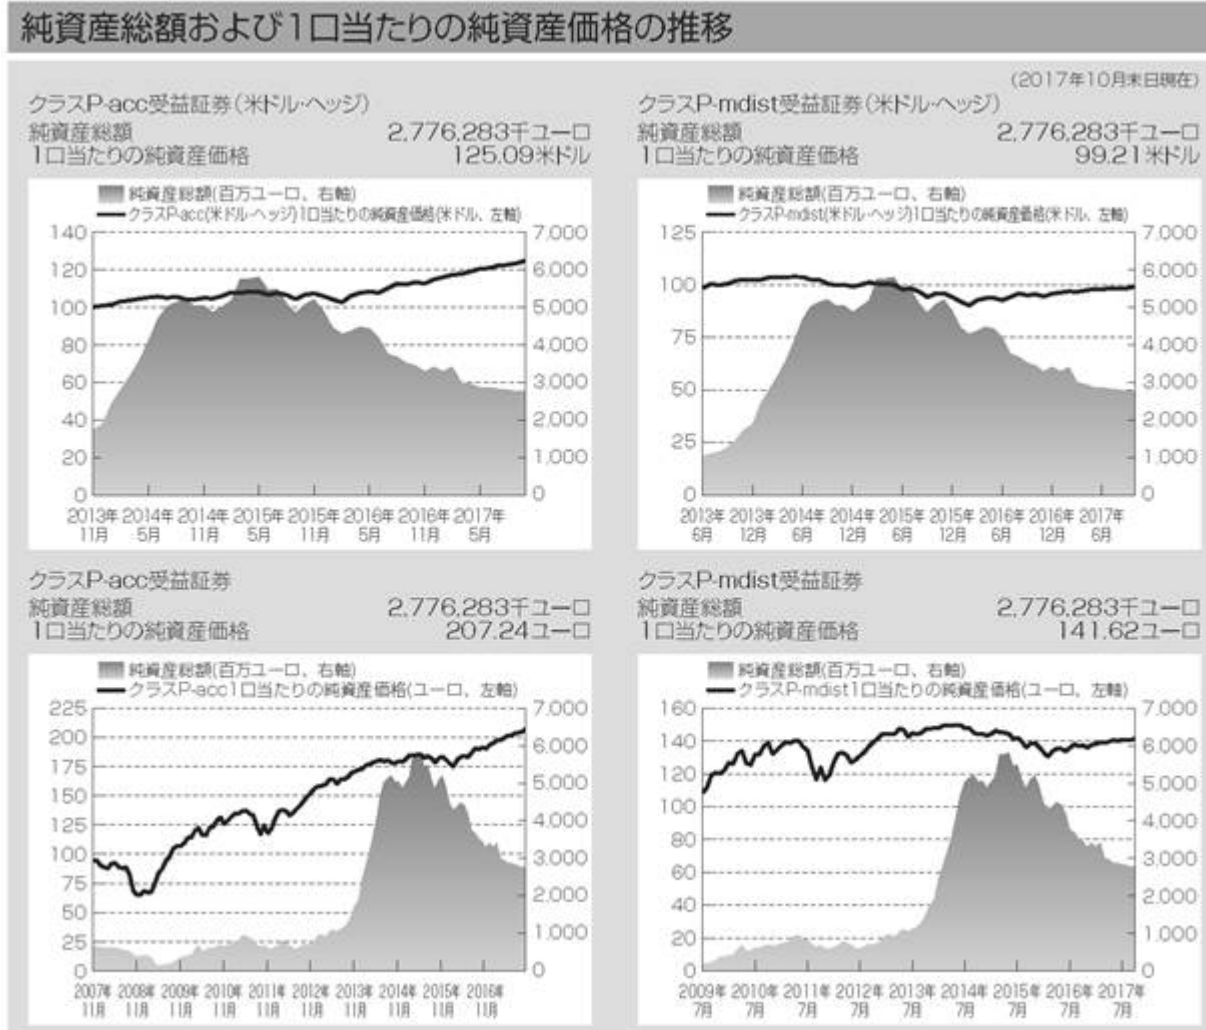 純資産総額および1口当たりの純資産価格の推移
(2017年10月末日現在)
クラスP-acc受益証券(米ドル・ヘッジ)
純資産総額 2,776,283千ユーロ
1口当たりの純資産価格 125.09米ドル
純資産総額(百万ユーロ、右軸)
クラスP-acc(米ドル・ヘッジ)1口当たりの純資産価格(米ドル、左軸)
140 7,000
120 6,000
100 5,000
80 4,000
60 3,000
40 2,000
20 1,000
0 0
2013年 2014年 2014年 2015年 2015年 2016年 2016年 2017年
11月 5月 11月 5月 11月 5月 11月 5月
クラスP-mdist受益証券(米ドル・ヘッジ)
純資産総額 2,776,283千ユーロ
1口当たりの純資産価格 99.21米ドル
純資産総額(百万ユーロ、右軸)
クラスP-mdist(米ドル・ヘッジ)1口当たりの純資産価格(米ドル、左軸)
125 7,000
6,000
100 5,000
75 4,000
3,000
50 2,000
25 1,000
0 0
2013年 2013年 2014年 2014年 2015年 2015年 2016年 2016年 2017年
6月 12月 6月 12月 6月 12月 6月 12月 6月
クラスP-acc受益証券
純資産総額 2,776,283千ユーロ
1口当たりの純資産価格 207.24ユーロ
純資産総額(百万ユーロ、右軸)
クラスP-acc1口当たりの純資産価格(ユーロ、左軸)
225 7,000
200 6,000
175 5,000
150 4,000
125
100 3,000
75 2,000
50 1,000
25
0 0
2007年 2008年 2009年 2010年 2011年 2012年 2013年 2014年 2015年 2016年
11月 11月 11月 11月 11月 11月 11月 11月 11月 11月
クラスP-mdist受益証券
純資産総額 2,776,283千ユーロ
1口当たりの純資産価格 141.62ユーロ
純資産総額(百万ユーロ、右軸)
クラスP-mdist1口当たりの純資産価格(ユーロ、左軸)
160 7,000
140 6,000
120 5,000
100 4,000
80 3,000
60 2,000
40 1,000
20
0 0
2009年 2010年 2011年 2012年 2013年 2014年 2015年 2016年 2017年
7月 7月 7月 7月 7月 7月 7月 7月 7月